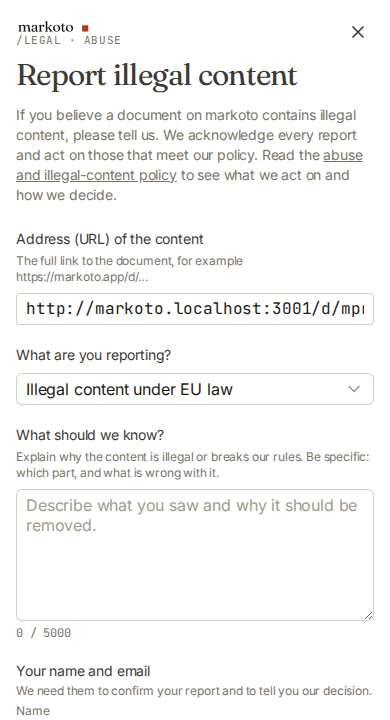 markoto
/LEGAL · ABUSE
Report illegal content
If you believe a document on markoto contains illegal
content, please tell us. We acknowledge every report
and act on those that meet our policy. Read the abuse
and illegal-content policy to see what we act on and
how we decide.
Address (URL) of the content
The full link to the document, for example
https://markoto.app/d/…
http://markoto.localhost:3001/d/mpr
What are you reporting?
Illegal content under EU law
What should we know?
Explain why the content is illegal or breaks our rules. Be specific:
which part, and what is wrong with it.
Describe what you saw and why it should be
removed.
0 / 5000
Your name and email
We need them to confirm your report and to tell you our decision.
Name